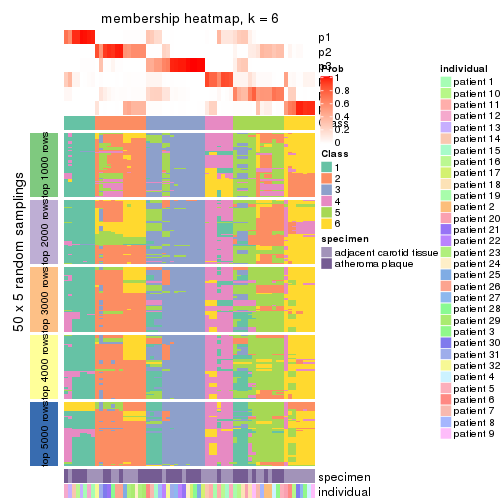 membership heatmap, k = 6
p1
p2
Prob
1
0.8
0.6
0.4
0.2
0
Class
1
2
3
4
5
6
specimen
adjacent carotid tissue
atheroma plaque
individual
patient 1
patient 10
patient 11
patient 12
patient 13
patient 14
patient 15
patient 16
patient 17
patient 18
patient 19
patient 2
patient 20
patient 21
patient 22
patient 23
patient 24
patient 25
patient 26
patient 27
patient 28
patient 29
patient 3
patient 30
patient 31
patient 32
patient 4
patient 5
patient 6
patient 7
patient 8
patient 9
50 x 5 random samplings
top 1000 rows
top 2000 rows
top 3000 rows
top 4000 rows
top 5000 rows
specimen
individual